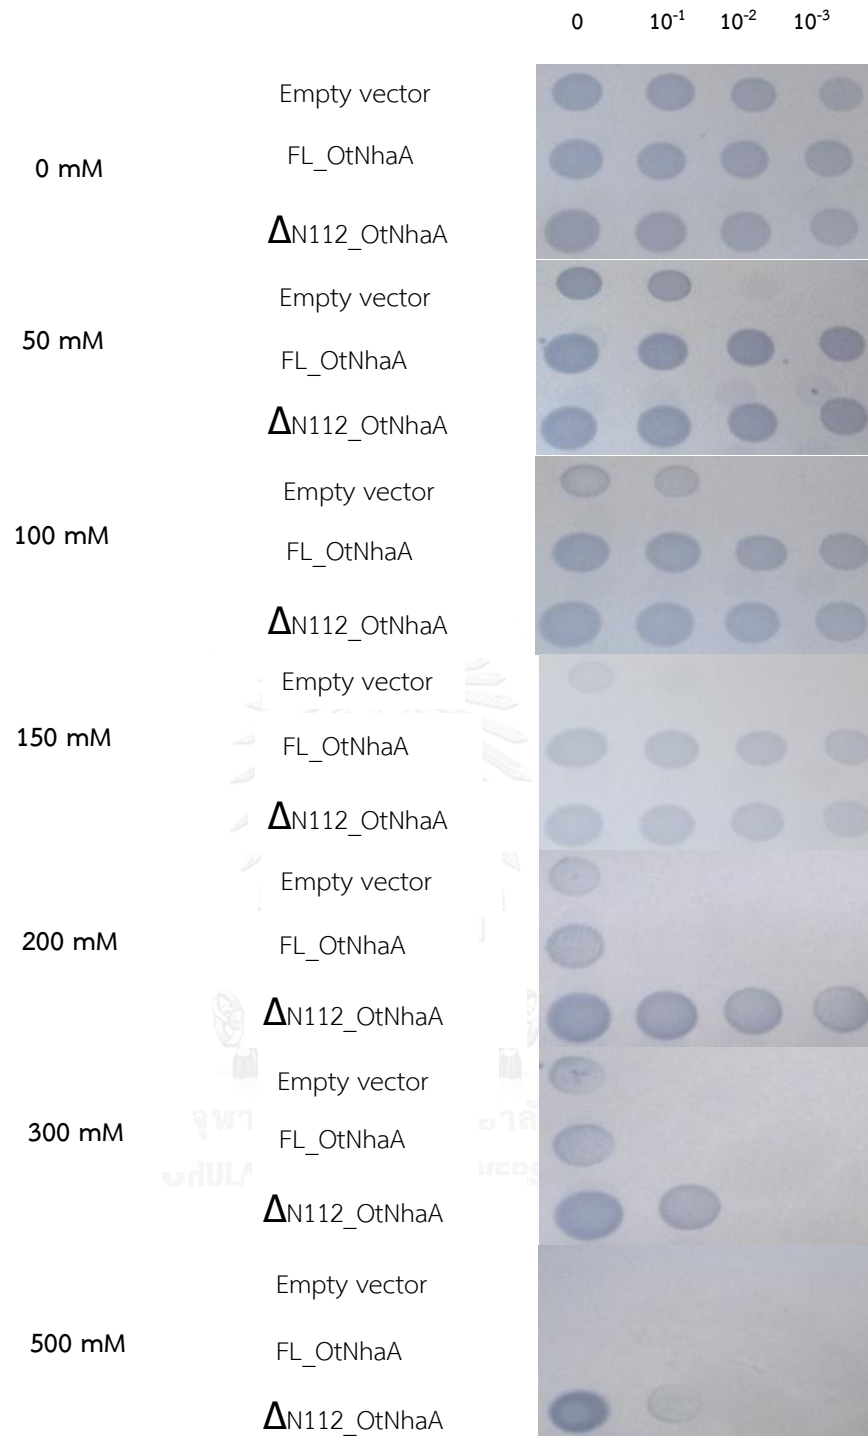 0 10⁻¹ 10⁻² 10⁻³
Empty vector
0 mM FL_OtNhaA
ΔN112_OtNhaA
Empty vector
50 mM FL_OtNhaA
ΔN112_OtNhaA
Empty vector
100 mM FL_OtNhaA
ΔN112_OtNhaA
Empty vector
150 mM FL_OtNhaA
ΔN112_OtNhaA
Empty vector
200 mM FL_OtNhaA
ΔN112_OtNhaA
Empty vector
300 mM FL_OtNhaA
ΔN112_OtNhaA
Empty vector
500 mM FL_OtNhaA
ΔN112_OtNhaA